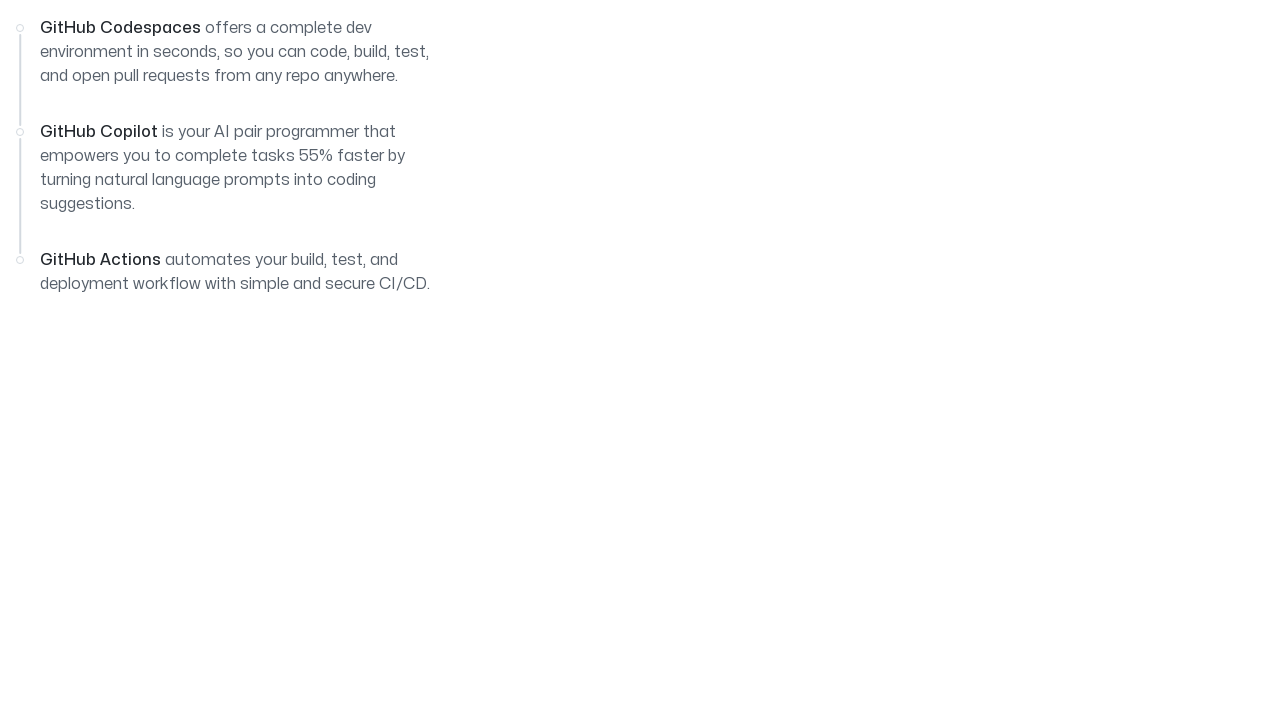 GitHub Codespaces offers a complete dev
environment in seconds, so you can code, build, test,
and open pull requests from any repo anywhere.
GitHub Copilot is your AI pair programmer that
empowers you to complete tasks 55% faster by
turning natural language prompts into coding
suggestions.
GitHub Actions automates your build, test, and
deployment workflow with simple and secure CI/CD.